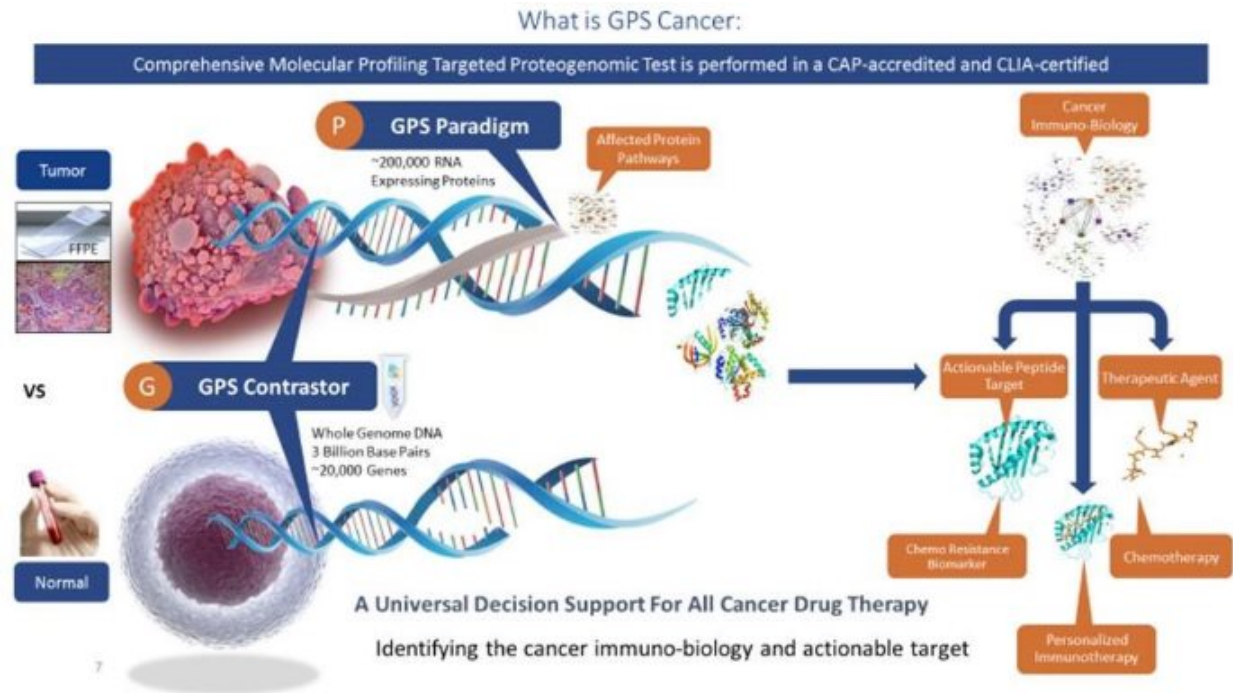 What is GPS Cancer:
Comprehensive Molecular Profiling Targeted Proteogenomic Test is performed in a CAP-accredited and CLIA-certified
P
GPS Paradigm
~200,000 RNA
Expressing Proteins
Affected Protein
Pathways
Cancer
Immuno-Biology
Tumor
FFPE
VS
G
GPS Contrastor
Whole Genome DNA
3 Billion Base Pairs
~20,000 Genes
Normal
Actionable Peptide
Target
Therapeutic Agent
Chemo Resistance
Biomarker
Chemotherapy
Personalized
Immunotherapy
A Universal Decision Support For All Cancer Drug Therapy
Identifying the cancer immuno-biology and actionable target
7